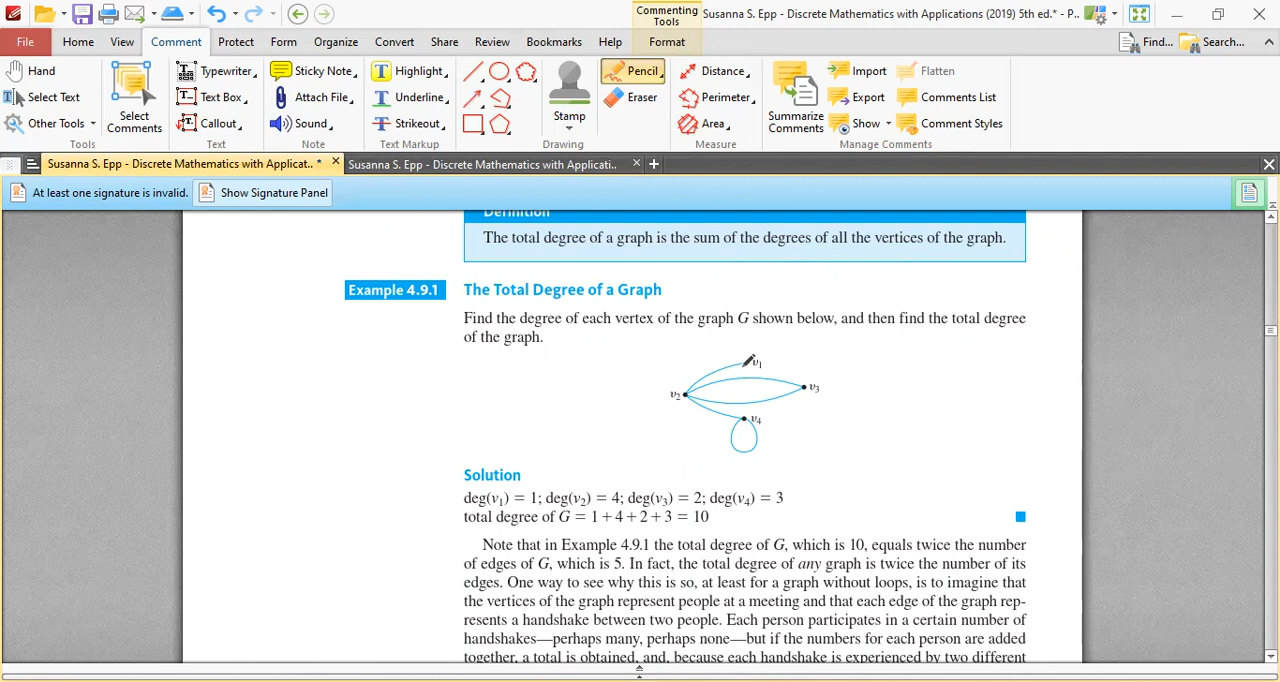 Commenting Tools
Susanna S. Epp - Discrete Mathematics with Applications (2019) 5th ed.* - P..
File Home View Comment Protect Form Organize Convert Share Review Bookmarks Help Format Find... Search...
Hand Typewriter Sticky Note Highlight Pencil Distance Import Flatten
Select Text Text Box Attach File Underline Eraser Perimeter Export Comments List
Other Tools Select Comments Callout Sound Strikeout Stamp Area Summarize Comments Show Comment Styles
Tools Text Note Text Markup Drawing Measure Manage Comments
Susanna S. Epp - Discrete Mathematics with Applicat.. * Susanna S. Epp - Discrete Mathematics with Applicati..
At least one signature is invalid. Show Signature Panel
Definition
The total degree of a graph is the sum of the degrees of all the vertices of the graph.
Example 4.9.1 The Total Degree of a Graph
Find the degree of each vertex of the graph G shown below, and then find the total degree
of the graph.
v₁
v₂ v₃
v₄
Solution
deg(v₁) = 1; deg(v₂) = 4; deg(v₃) = 2; deg(v₄) = 3
total degree of G = 1 + 4 + 2 + 3 = 10
Note that in Example 4.9.1 the total degree of G, which is 10, equals twice the number
of edges of G, which is 5. In fact, the total degree of any graph is twice the number of its
edges. One way to see why this is so, at least for a graph without loops, is to imagine that
the vertices of the graph represent people at a meeting and that each edge of the graph rep-
resents a handshake between two people. Each person participates in a certain number of
handshakes—perhaps many, perhaps none—but if the numbers for each person are added
together, a total is obtained, and, because each handshake is experienced by two different